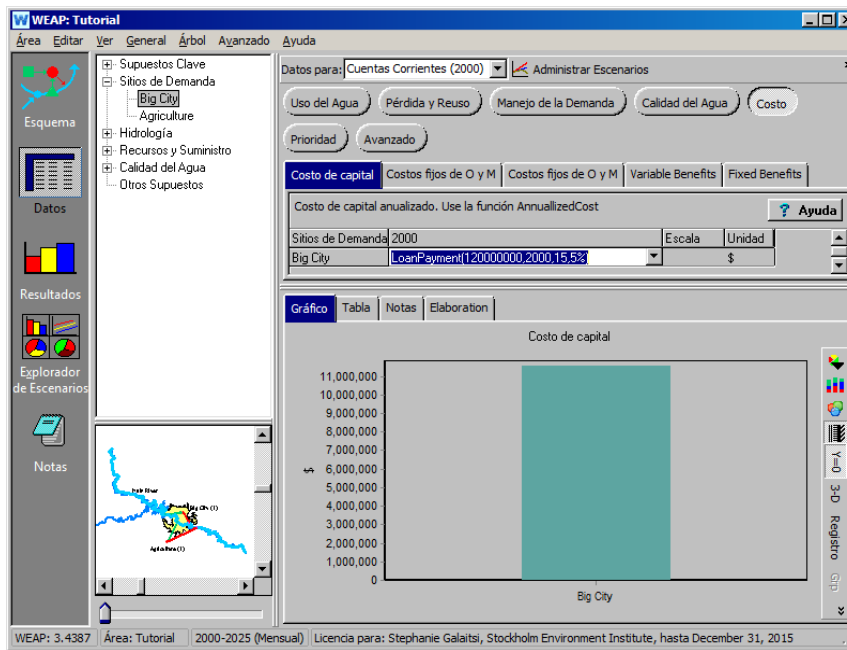 WEAP: Tutorial
Área Editar Ver General Árbol Avanzado Ayuda
Esquema
Datos
Resultados
Explorador
de Escenarios
Notas
Supuestos Clave
Sitios de Demanda
Big City
Agriculture
Hidrología
Recursos y Suministro
Calidad del Agua
Otros Supuestos
Datos para: Cuentas Corrientes (2000) Administrar Escenarios
Uso del Agua Pérdida y Reuso Manejo de la Demanda Calidad del Agua Costo
Prioridad Avanzado
Costo de capital Costos fijos de O y M Costos fijos de O y M Variable Benefits Fixed Benefits
Costo de capital anualizado. Use la función AnnuallizedCost
? Ayuda
Sitios de Demanda 2000 Escala Unidad
Big City LoanPayment(120000000,2000,15,5%) $
Gráfico Tabla Notas Elaboration
Costo de capital
11,000,000
10,000,000
9,000,000
8,000,000
7,000,000
6,000,000
5,000,000
4,000,000
3,000,000
2,000,000
1,000,000
0
$
Big City
Y=0
3-D
Registro
Grp
Big City (1)
Agriculture (1)
WEAP: 3.4387 Área: Tutorial 2000-2025 (Mensual) Licencia para: Stephanie Galaitsi, Stockholm Environment Institute, hasta December 31, 2015